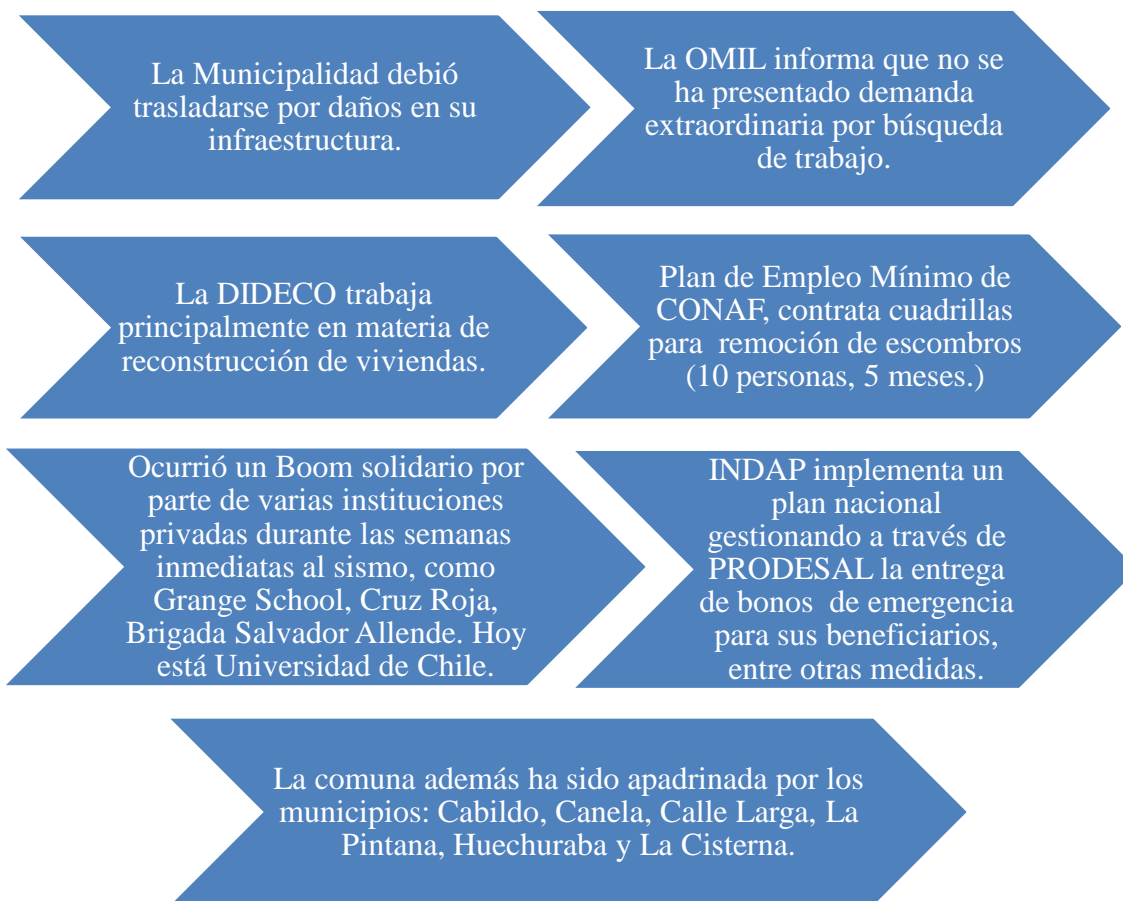 La Municipalidad debió
trasladarse por daños en su
infraestructura.
La OMIL informa que no se
ha presentado demanda
extraordinaria por búsqueda
de trabajo.
La DIDECO trabaja
principalmente en materia de
reconstrucción de viviendas.
Plan de Empleo Mínimo de
CONAF, contrata cuadrillas
para remoción de escombros
(10 personas, 5 meses.)
Ocurrió un Boom solidario por
parte de varias instituciones
privadas durante las semanas
inmediatas al sismo, como
Grange School, Cruz Roja,
Brigada Salvador Allende. Hoy
está Universidad de Chile.
INDAP implementa un
plan nacional
gestionando a través de
PRODESAL la entrega
de bonos de emergencia
para sus beneficiarios,
entre otras medidas.
La comuna además ha sido apadrinada por los
municipios: Cabildo, Canela, Calle Larga, La
Pintana, Huechuraba y La Cisterna.